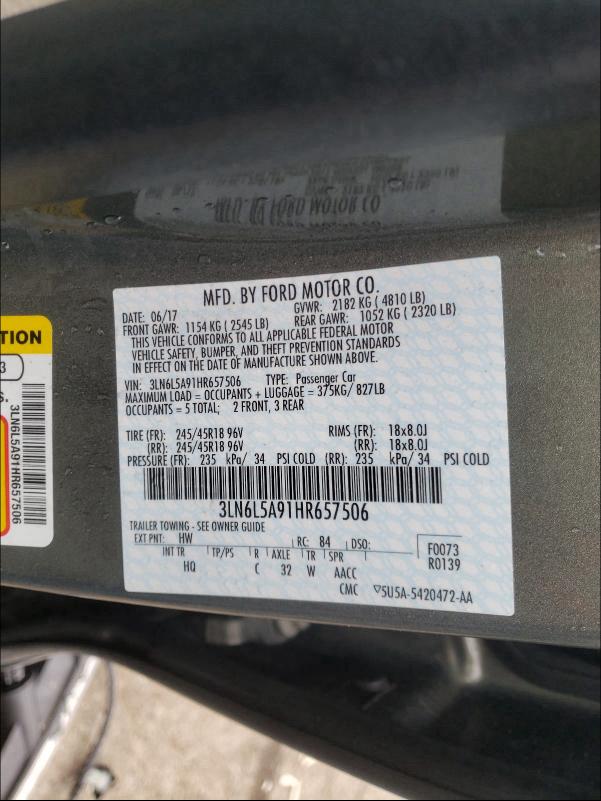 MFD. BY FORD MOTOR CO.
DATE: 06/17 GVWR: 2182 KG ( 4810 LB)
FRONT GAWR: 1154 KG ( 2545 LB) REAR GAWR: 1052 KG ( 2320 LB)
THIS VEHICLE CONFORMS TO ALL APPLICABLE FEDERAL MOTOR
VEHICLE SAFETY, BUMPER, AND THEFT PREVENTION STANDARDS
IN EFFECT ON THE DATE OF MANUFACTURE SHOWN ABOVE.
VIN: 3LN6L5A91HR657506 TYPE: Passenger Car
MAXIMUM LOAD = OCCUPANTS + LUGGAGE = 375KG/ 827LB
OCCUPANTS = 5 TOTAL; 2 FRONT, 3 REAR
TIRE (FR): 245/45R18 96V RIMS (FR): 18x8.0J
(RR): 245/45R18 96V (RR): 18x8.0J
PRESSURE (FR): 235 kPa/ 34 PSI COLD (RR): 235 kPa/ 34 PSI COLD
3LN6L5A91HR657506
TRAILER TOWING - SEE OWNER GUIDE
EXT PNT: HW RC: 84 DSO: F0073
INT TR TP/PS R AXLE TR SPR R0139
HQ C 32 W AACC
CMC ▽5U5A-5420472-AA
TION
3
S.
3LN6L5A91HR657506